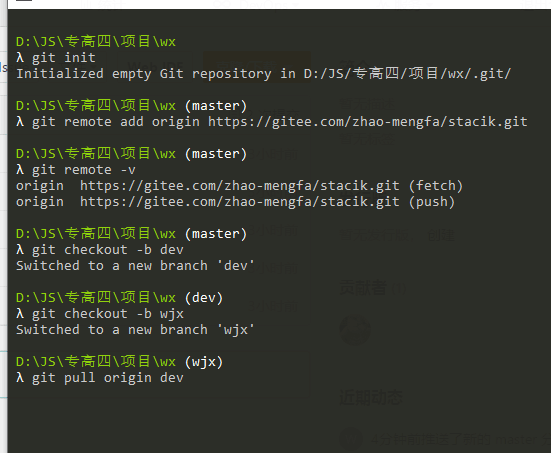 D:\JS\专高四\项目\wx
λ git init
Initialized empty Git repository in D:/JS/专高四/项目/wx/.git/
D:\JS\专高四\项目\wx (master)
λ git remote add origin https://gitee.com/zhao-mengfa/stacik.git
D:\JS\专高四\项目\wx (master)
λ git remote -v
origin  https://gitee.com/zhao-mengfa/stacik.git (fetch)
origin  https://gitee.com/zhao-mengfa/stacik.git (push)
D:\JS\专高四\项目\wx (master)
λ git checkout -b dev
Switched to a new branch 'dev'
D:\JS\专高四\项目\wx (dev)
λ git checkout -b wjx
Switched to a new branch 'wjx'
贡献者
D:\JS\专高四\项目\wx (wjx)
λ git pull origin dev
近期动态